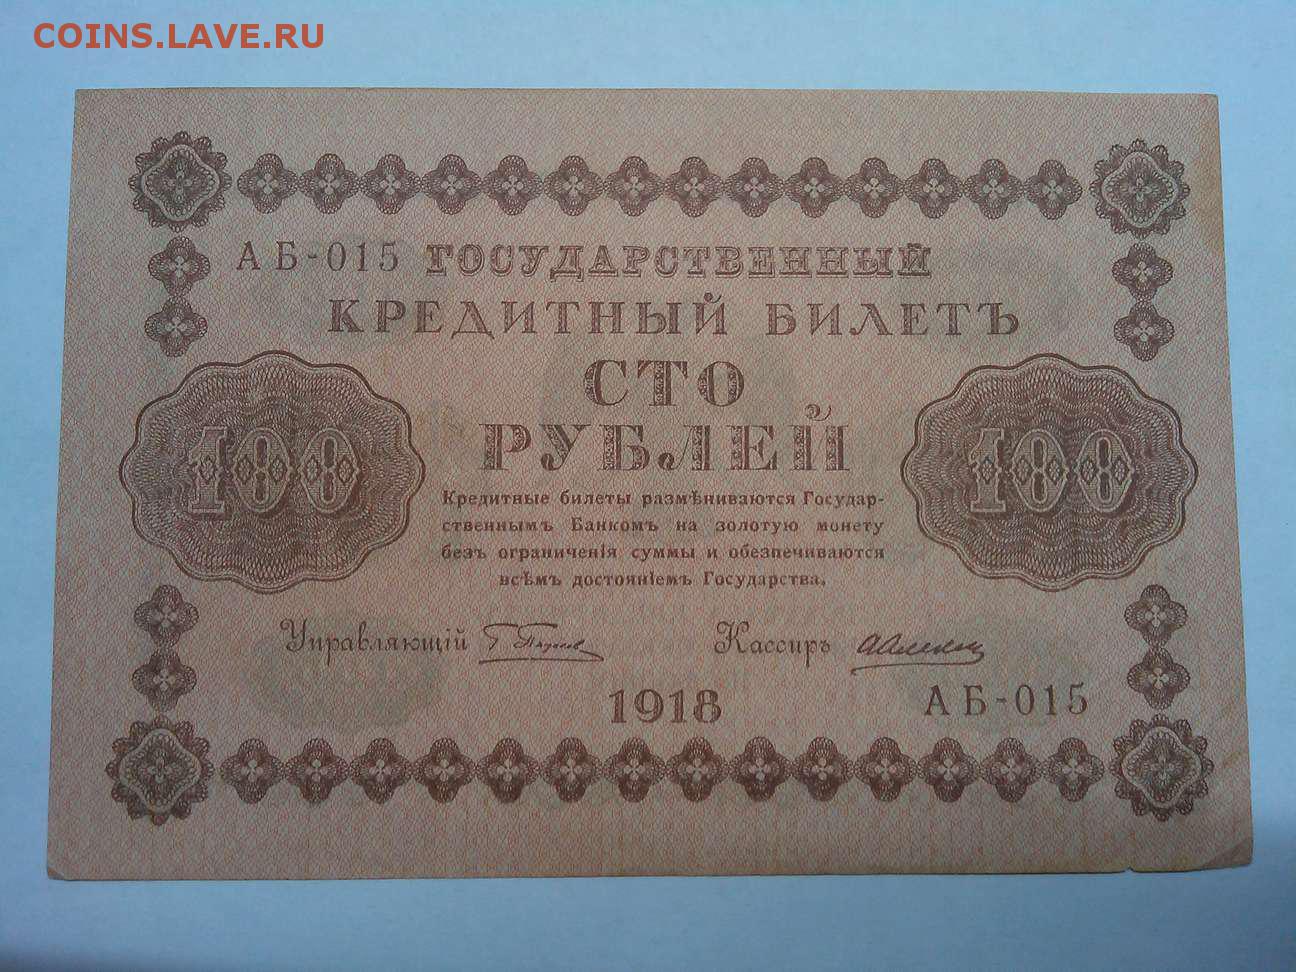 COINS.LAVE.RU
АБ-015 ГОСУДАРСТВЕННЫЙ
КРЕДИТНЫЙ БИЛЕТЪ
СТО
РУБЛЕЙ
100
100
Кредитные билеты размѣниваются Государ-
ственнымъ Банкомъ на золотую монету
безъ ограниченія суммы и обезпечиваются
всѣмъ достояніемъ Государства.
Управляющій
Кассиръ
1918
АБ-015